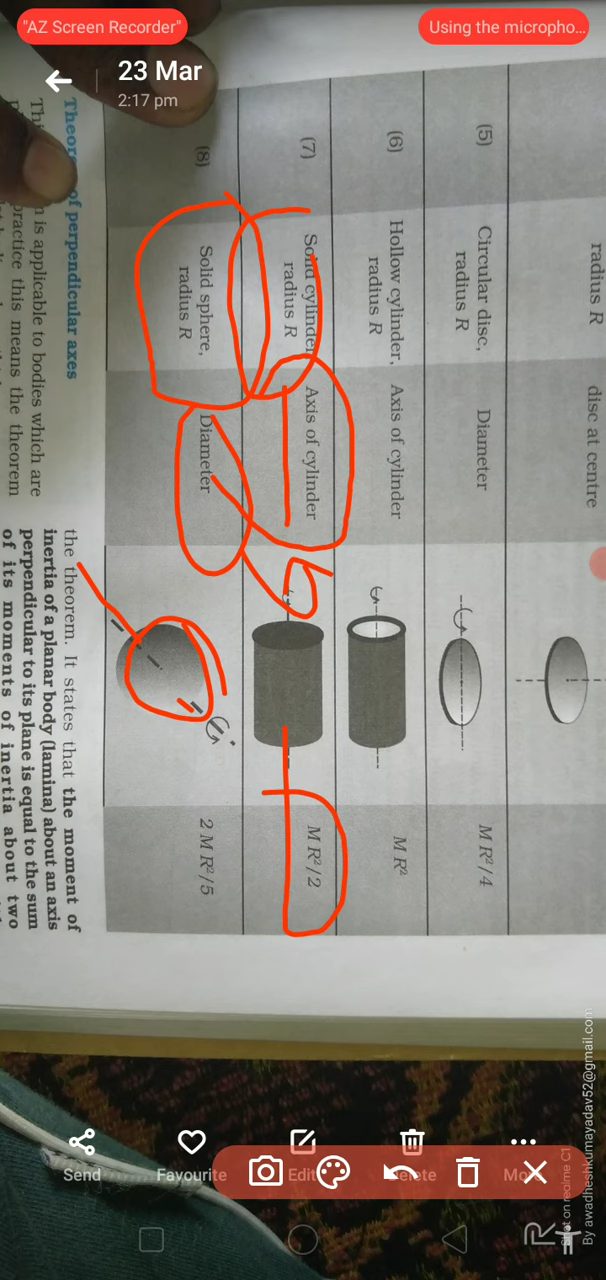 "AZ Screen Recorder"
Using the micropho...
23 Mar
2:17 pm
radius R
disc at centre
(5)
Circular disc,
radius R
Diameter
M R²/4
(6)
Hollow cylinder,
radius R
Axis of cylinder
M R²
(7)
Solid cylinder,
radius R
Axis of cylinder
M R²/2
(8)
Solid sphere,
radius R
Diameter
2 M R²/5
of perpendicular axes
is applicable to bodies which are
practice this means the theorem
the theorem. It states that the moment of
inertia of a planar body (lamina) about an axis
perpendicular to its plane is equal to the sum
of its moments of inertia about two
Send
Favourite
Edit
on realme C1
By awadheshkumayadav52@gmail.com